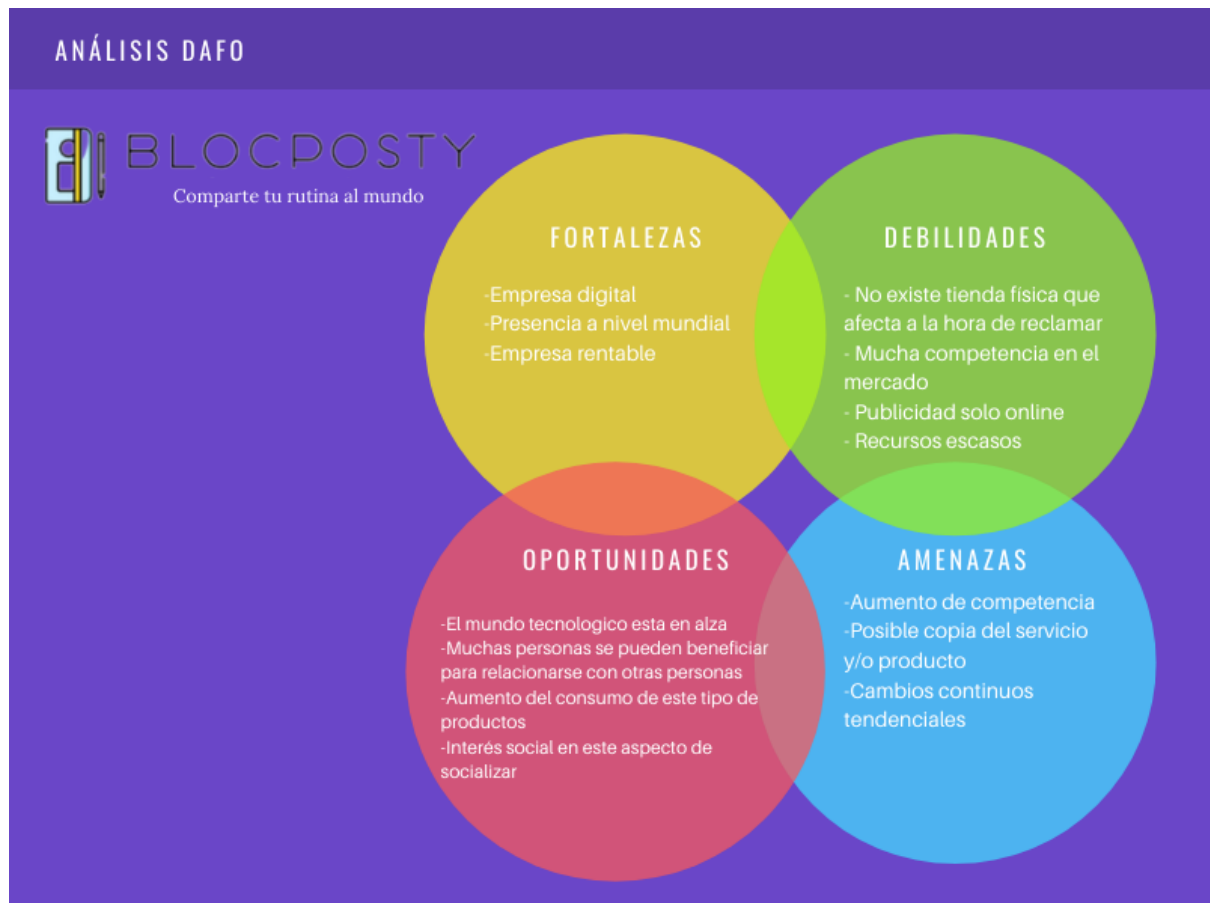 ANÁLISIS DAFO
BLOCPOSTY
Comparte tu rutina al mundo
FORTALEZAS
-Empresa digital
-Presencia a nivel mundial
-Empresa rentable
DEBILIDADES
- No existe tienda física que
afecta a la hora de reclamar
- Mucha competencia en el
mercado
- Publicidad solo online
- Recursos escasos
OPORTUNIDADES
-El mundo tecnologico esta en alza
-Muchas personas se pueden beneficiar
para relacionarse con otras personas
-Aumento del consumo de este tipo de
productos
-Interés social en este aspecto de
socializar
AMENAZAS
-Aumento de competencia
-Posible copia del servicio
y/o producto
-Cambios continuos
tendenciales